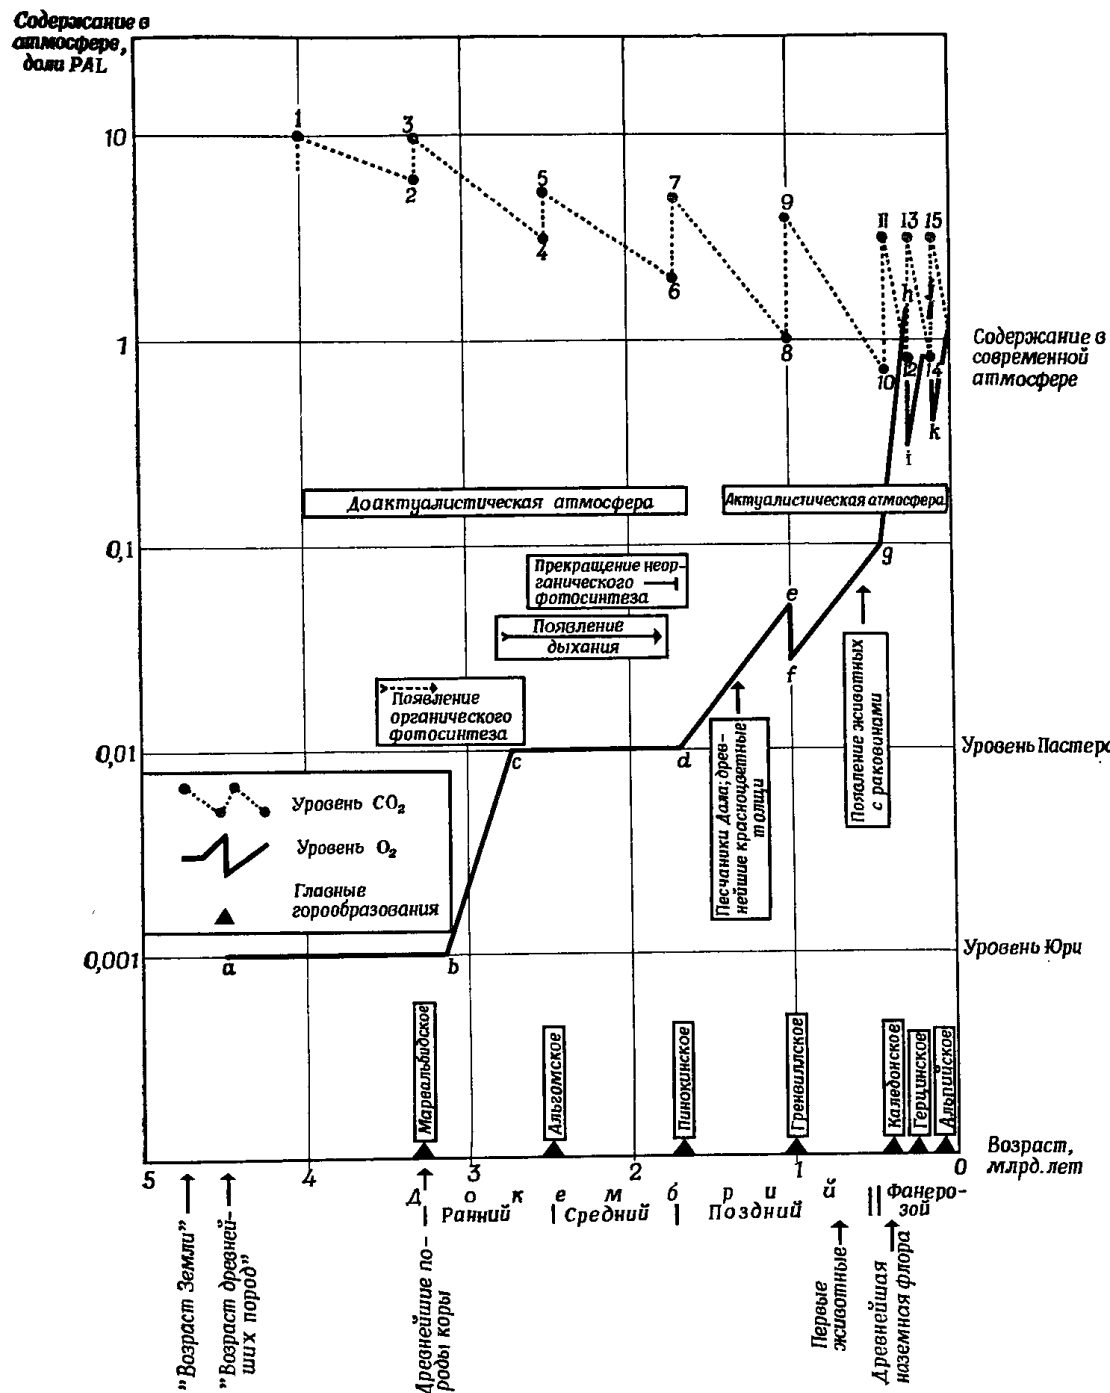 Содержание в
атмосфере,
доли PAL
10
1
0,1
0,01
0,001
1
2
3
4
5
6
7
8
9
10
11
12
13
14
15
h
i
j
k
Содержание в
современной
атмосфере
Доактуалистическая атмосфера
Актуалистическая атмосфера
Прекращение неор-
ганического
фотосинтеза
Появление
дыхания
Появление
органического
фотосинтеза
a
b
c
d
e
f
g
Песчаники Дала; древ-
нейшие красноцветные
толщи
Появление животных
с раковинами
Уровень Пастера
Уровень Юри
Уровень CO₂
Уровень O₂
Главные
горообразования
Марвальбидское
Альгомское
Пинокинское
Гренвиллское
Каледонское
Герцинское
Альпийское
5 4 3 2 1 0
Возраст,
млрд. лет
Докембрий
Фанеро-
зой
Ранний Средний Поздний
"Возраст Земли"
"Возраст древней-
ших пород"
Древнейшие по-
роды коры
Первые
животные
Древнейшая
наземная флора